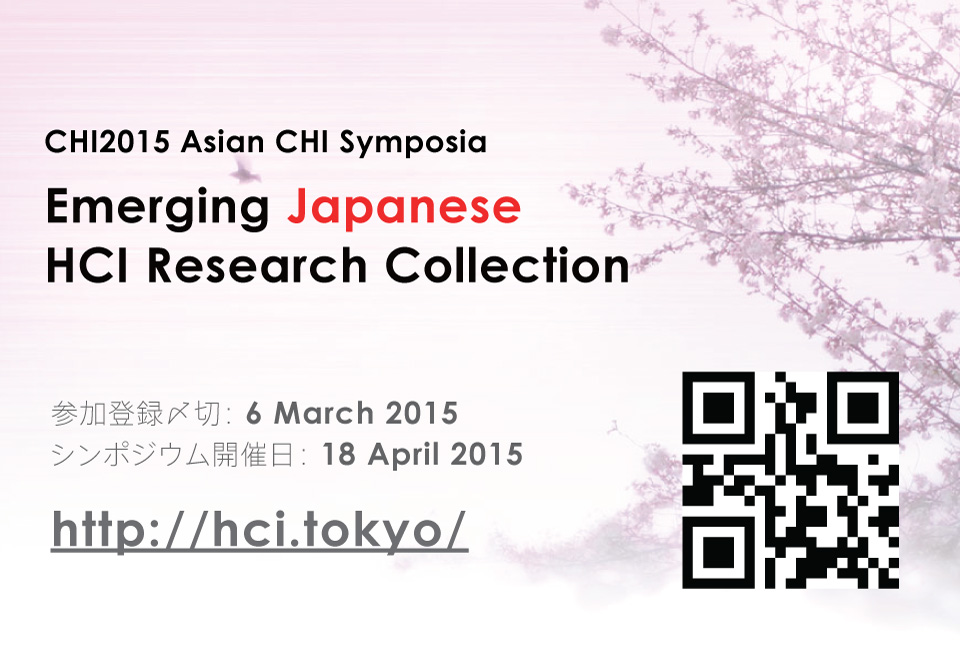 CHI2015 Asian CHI Symposia
Emerging Japanese
HCI Research Collection
参加登録〆切: 6 March 2015
シンポジウム開催日: 18 April 2015
http://hci.tokyo/